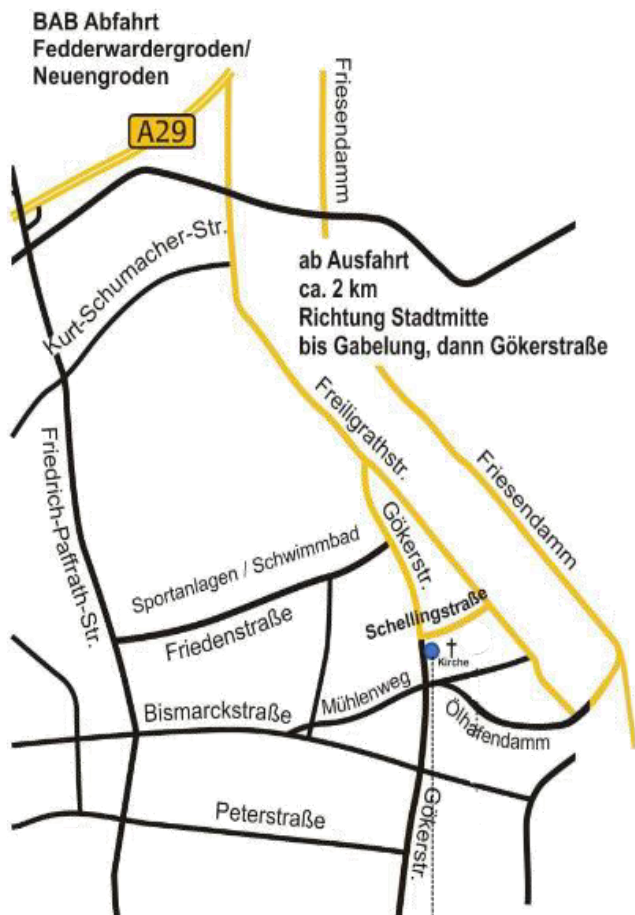 BAB Abfahrt
Fedderwardergroden/
Neuengroden
A29
Friesendamm
Kurt-Schumacher-Str.
ab Ausfahrt
ca. 2 km
Richtung Stadtmitte
bis Gabelung, dann Gökerstraße
Freiligrathstr.
Friesendamm
Friedrich-Paffrath-Str.
Gökerstr.
Sportanlagen / Schwimmbad
Friedenstraße
Schellingstraße
Kirche
Mühlenweg
Bismarckstraße
Ölhafendamm
Peterstraße
Gökerstr.